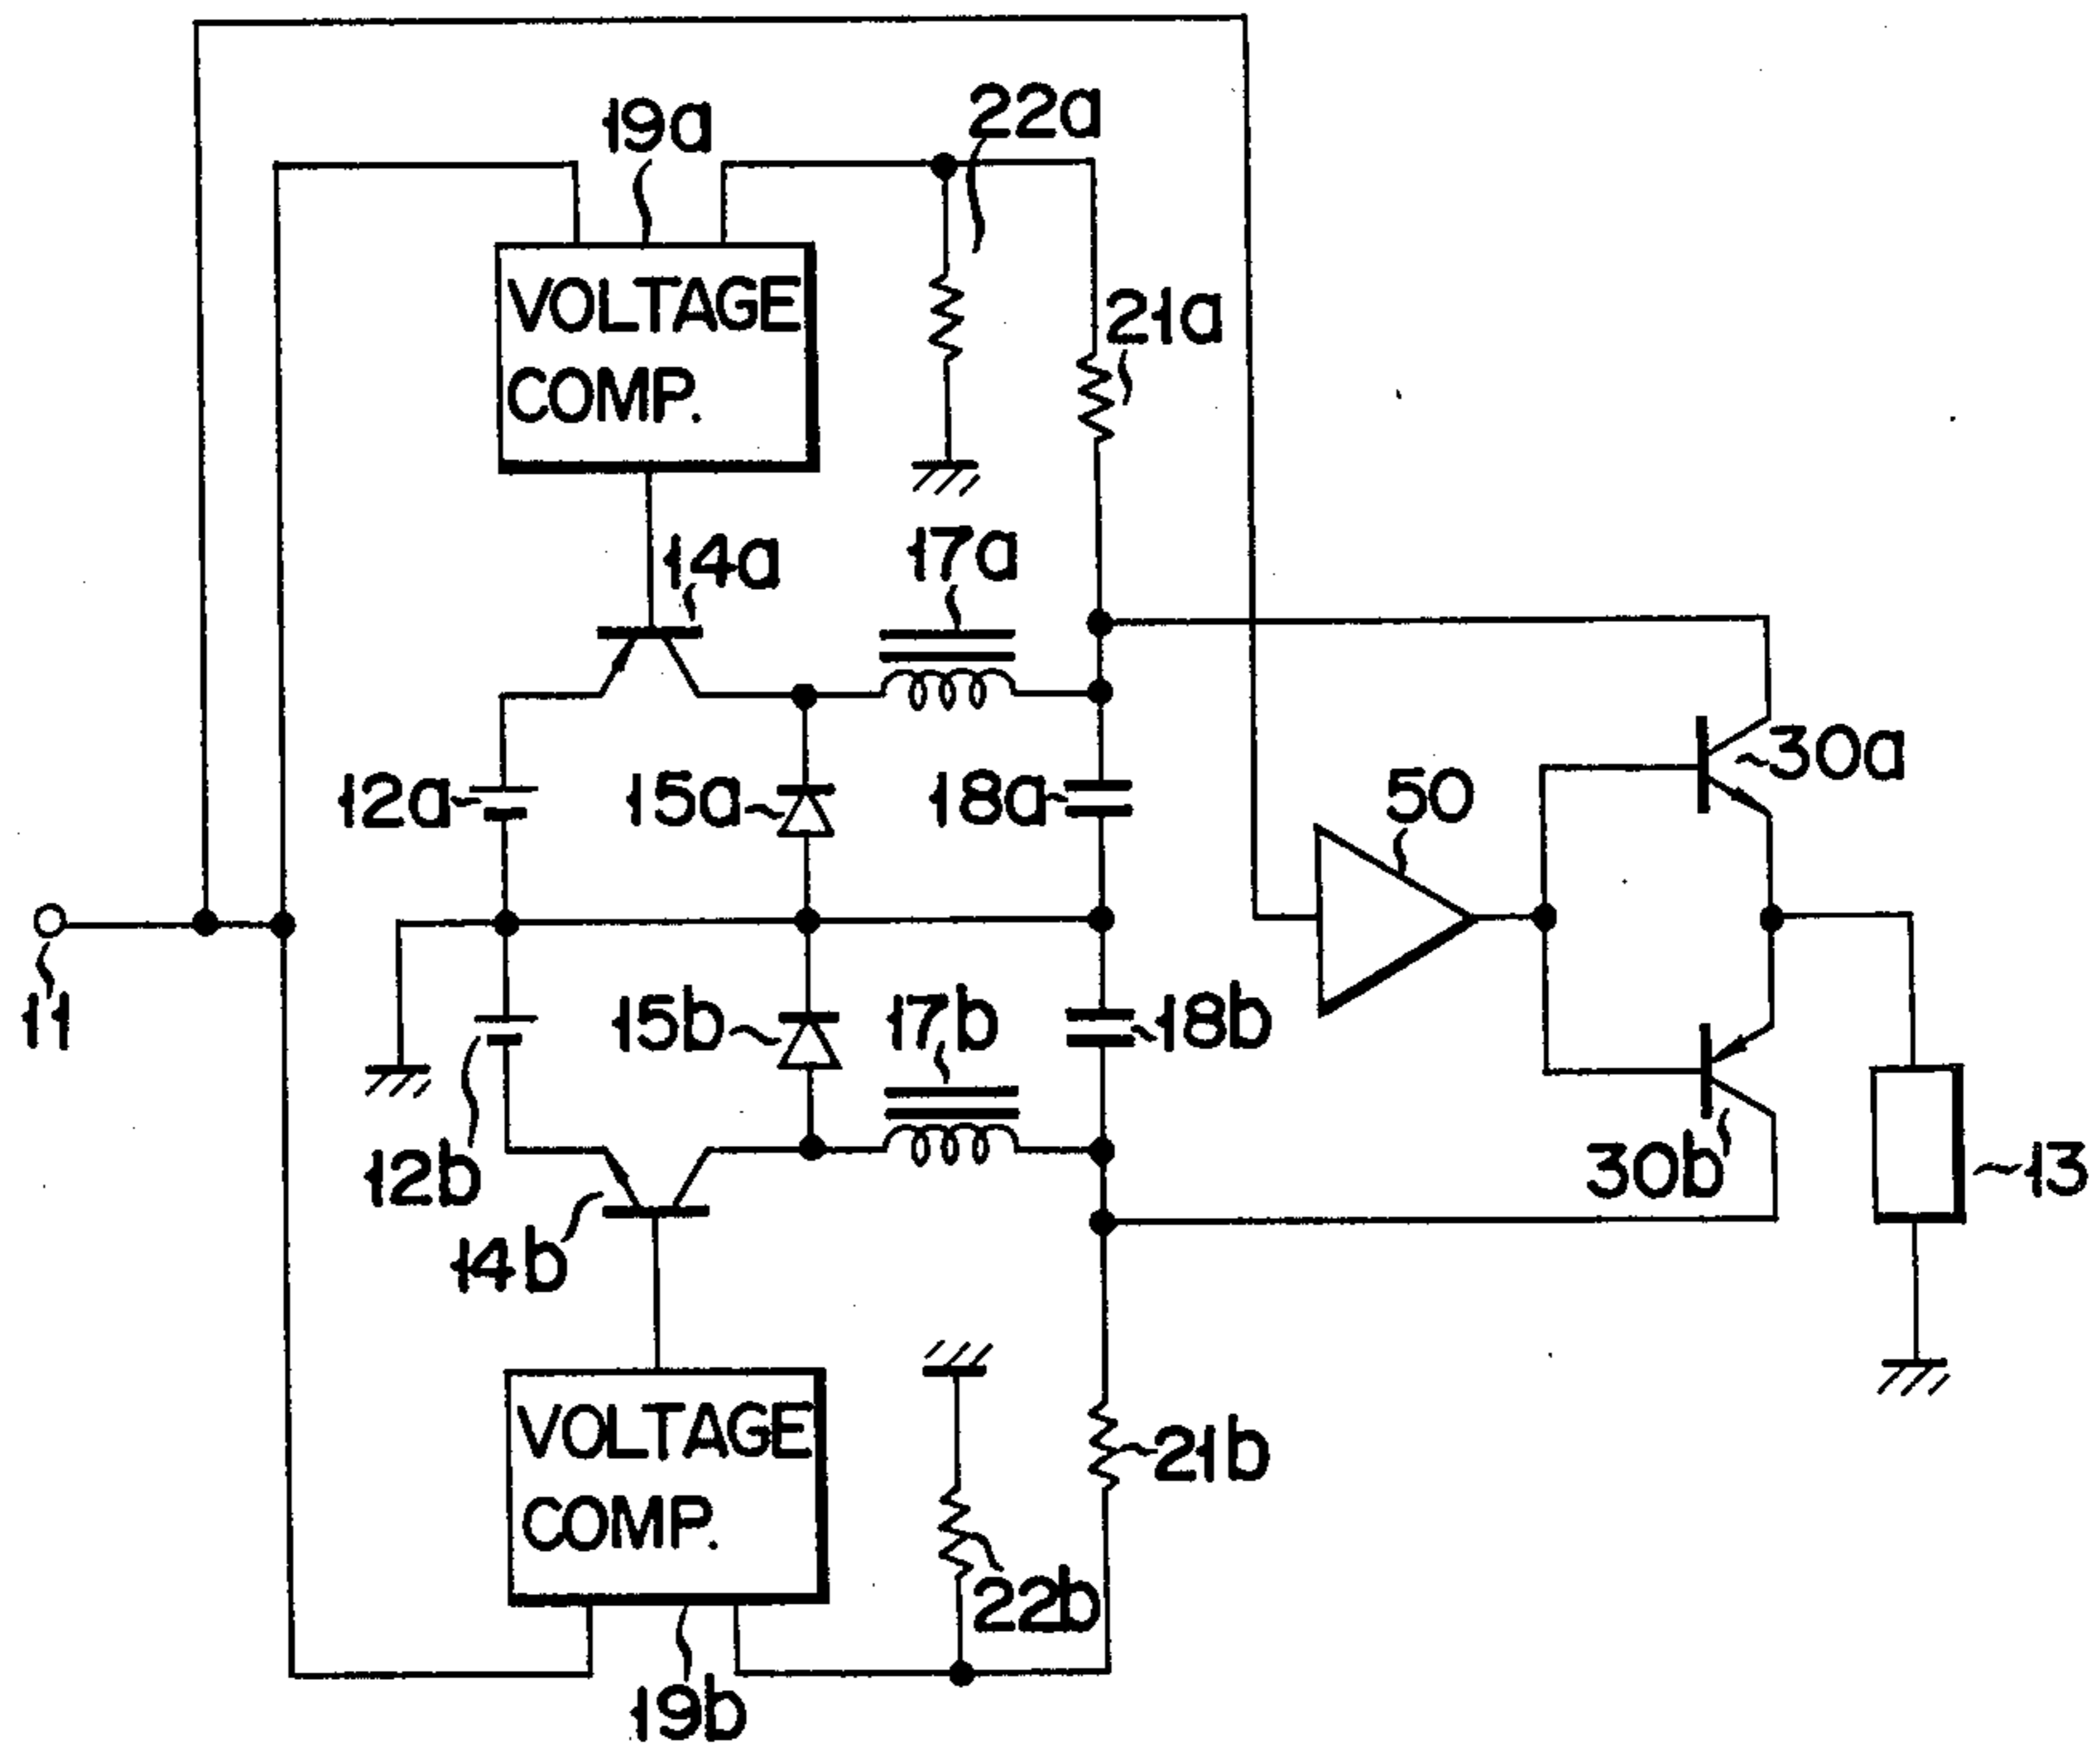 19a
22a
VOLTAGE
COMP.
21a
14a
17a
30a
12a
15a
18a
50
11
15b
17b
18b
12b
30b
13
14b
VOLTAGE
COMP.
21b
22b
19b